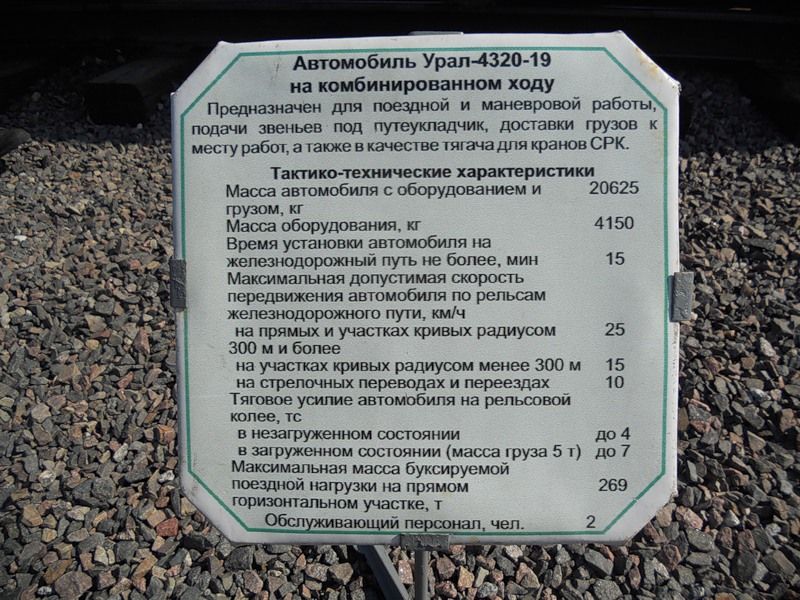 Автомобиль Урал-4320-19
на комбинированном ходу
Предназначен для поездной и маневровой работы,
подачи звеньев под путеукладчик, доставки грузов к
месту работ, а также в качестве тягача для кранов СРК.
Тактико-технические характеристики
Масса автомобиля с оборудованием и 20625
грузом, кг
Масса оборудования, кг 4150
Время установки автомобиля на
железнодорожный путь не более, мин 15
Максимальная допустимая скорость
передвижения автомобиля по рельсам
железнодорожного пути, км/ч
на прямых и участках кривых радиусом 25
300 м и более
на участках кривых радиусом менее 300 м 15
на стрелочных переводах и переездах 10
Тяговое усилие автомобиля на рельсовой
колее, тс
в незагруженном состоянии до 4
в загруженном состоянии (масса груза 5 т) до 7
Максимальная масса буксируемой
поездной нагрузки на прямом 269
горизонтальном участке, т
Обслуживающий персонал, чел. 2